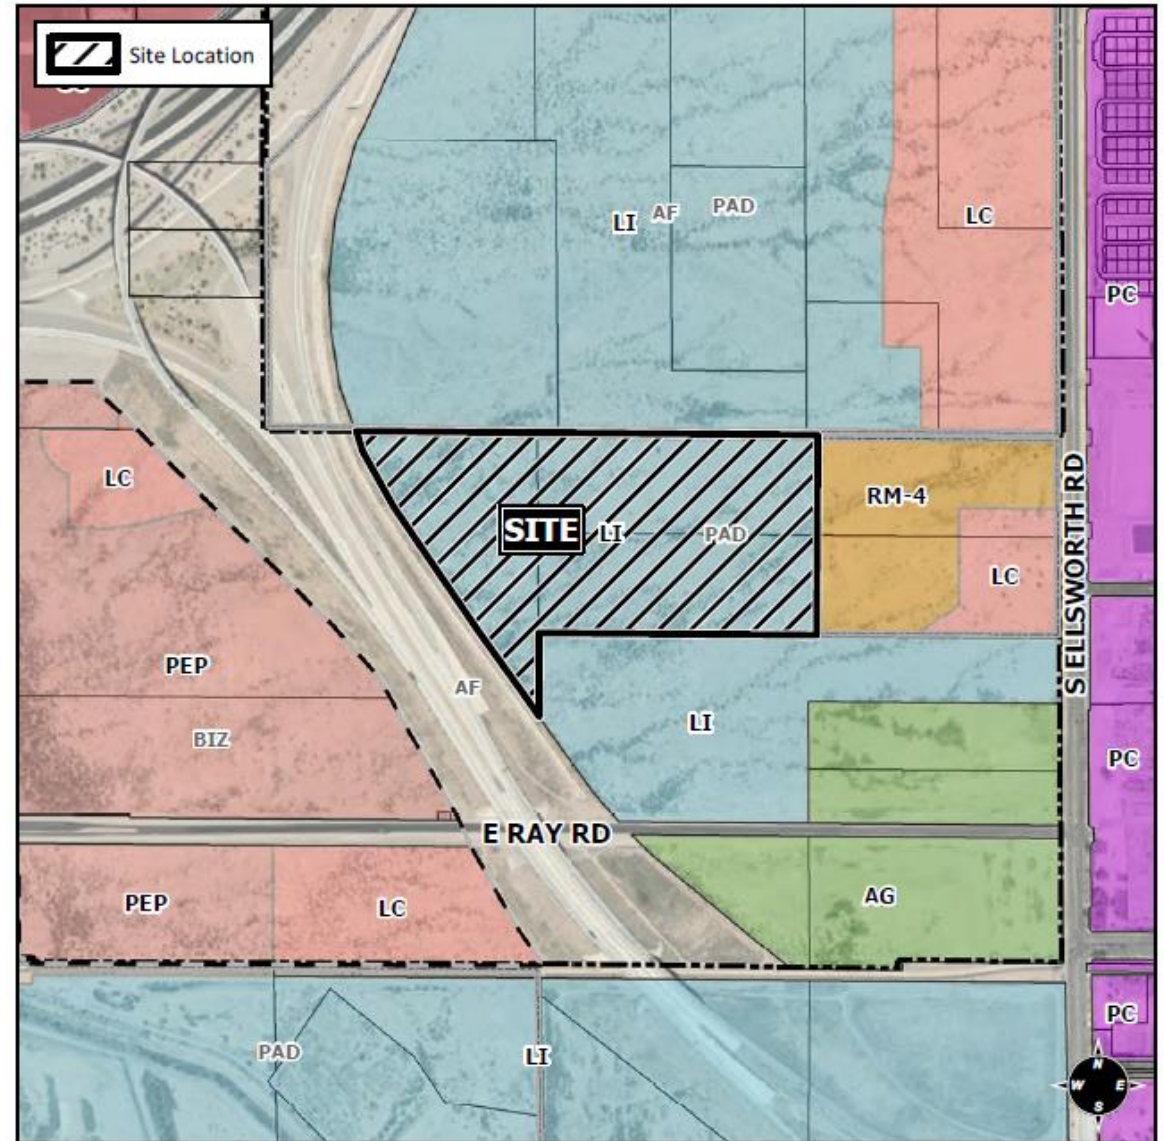 Site Location
LI
AF
PAD
LC
PC
LC
SITE
LI
PAD
RM-4
LC
S ELLSWORTH RD
PEP
AF
BIZ
LI
PC
E RAY RD
PEP
LC
AG
PAD
LI
PC
N
W
E
S